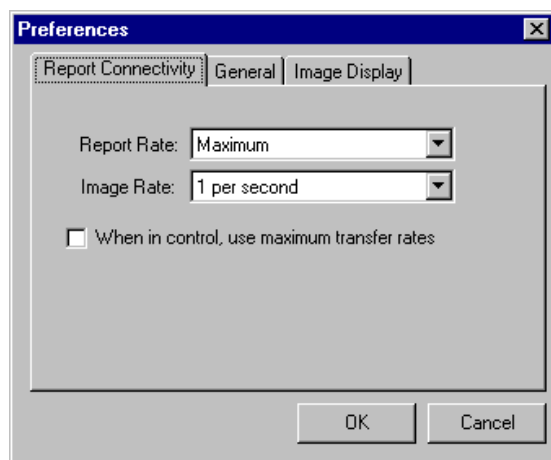 Preferences
Report Connectivity General Image Display
Report Rate: Maximum
Image Rate: 1 per second
When in control, use maximum transfer rates
OK Cancel